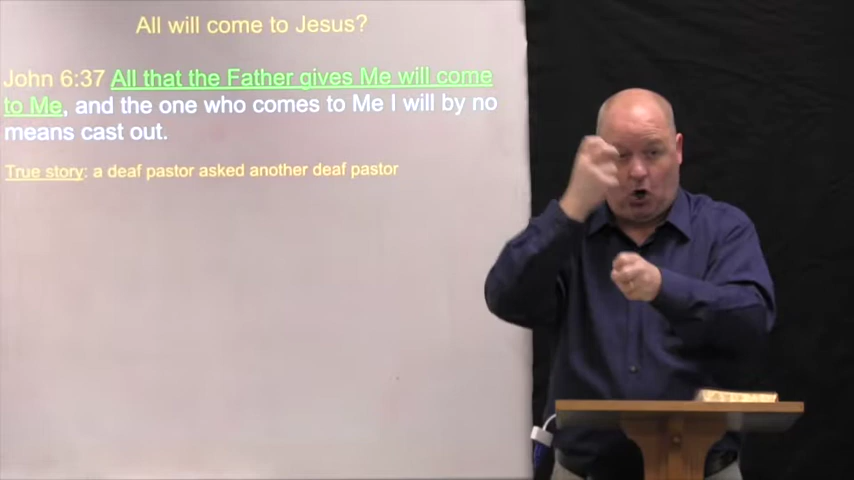 All will come to Jesus?
John 6:37 All that the Father gives Me will come
to Me, and the one who comes to Me I will by no
means cast out.
True story: a deaf pastor asked another deaf pastor